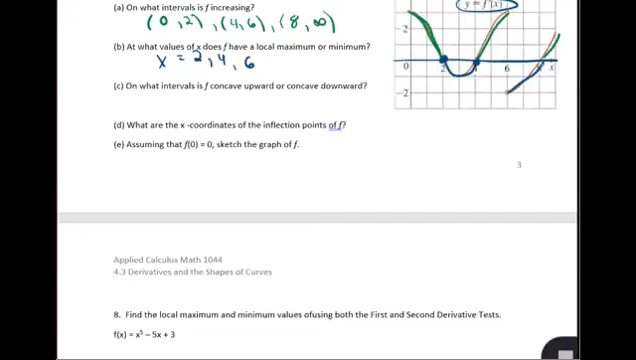 (a) On what intervals is f increasing?
y = f'(x)
(0, 2), (4, 6), (8, ∞)
2
(b) At what values of x does f have a local maximum or minimum?
x = 2, 4, 6
0
6
x
(c) On what intervals is f concave upward or concave downward?
−2
(d) What are the x -coordinates of the inflection points of f?
(e) Assuming that f(0) = 0, sketch the graph of f.
3
Applied Calculus Math 1044
4.3 Derivatives and the Shapes of Curves
8. Find the local maximum and minimum values ofusing both the First and Second Derivative Tests.
f(x) = x⁵ – 5x + 3